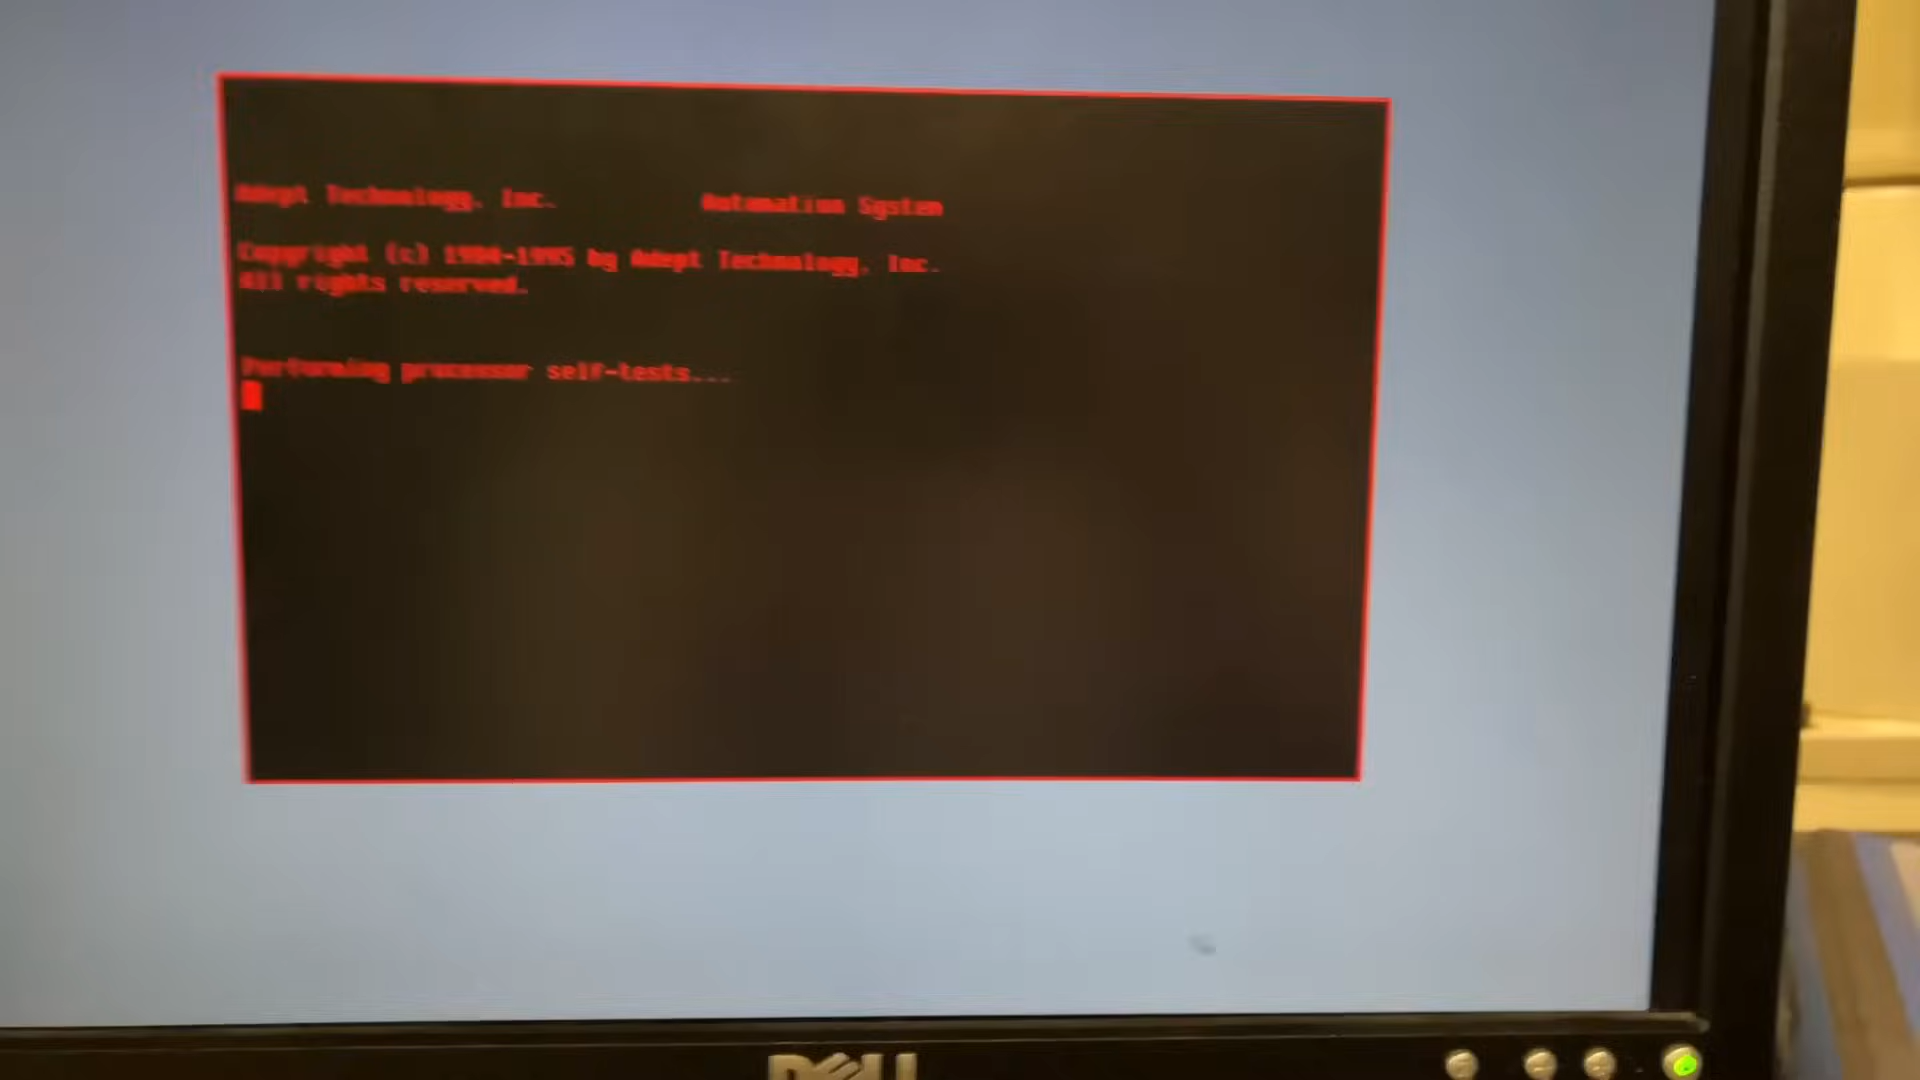 Adept Technology, Inc. Automation System
Copyright (c) 1984-1995 by Adept Technology, Inc.
All rights reserved.
Performing processor self-tests...
DELL